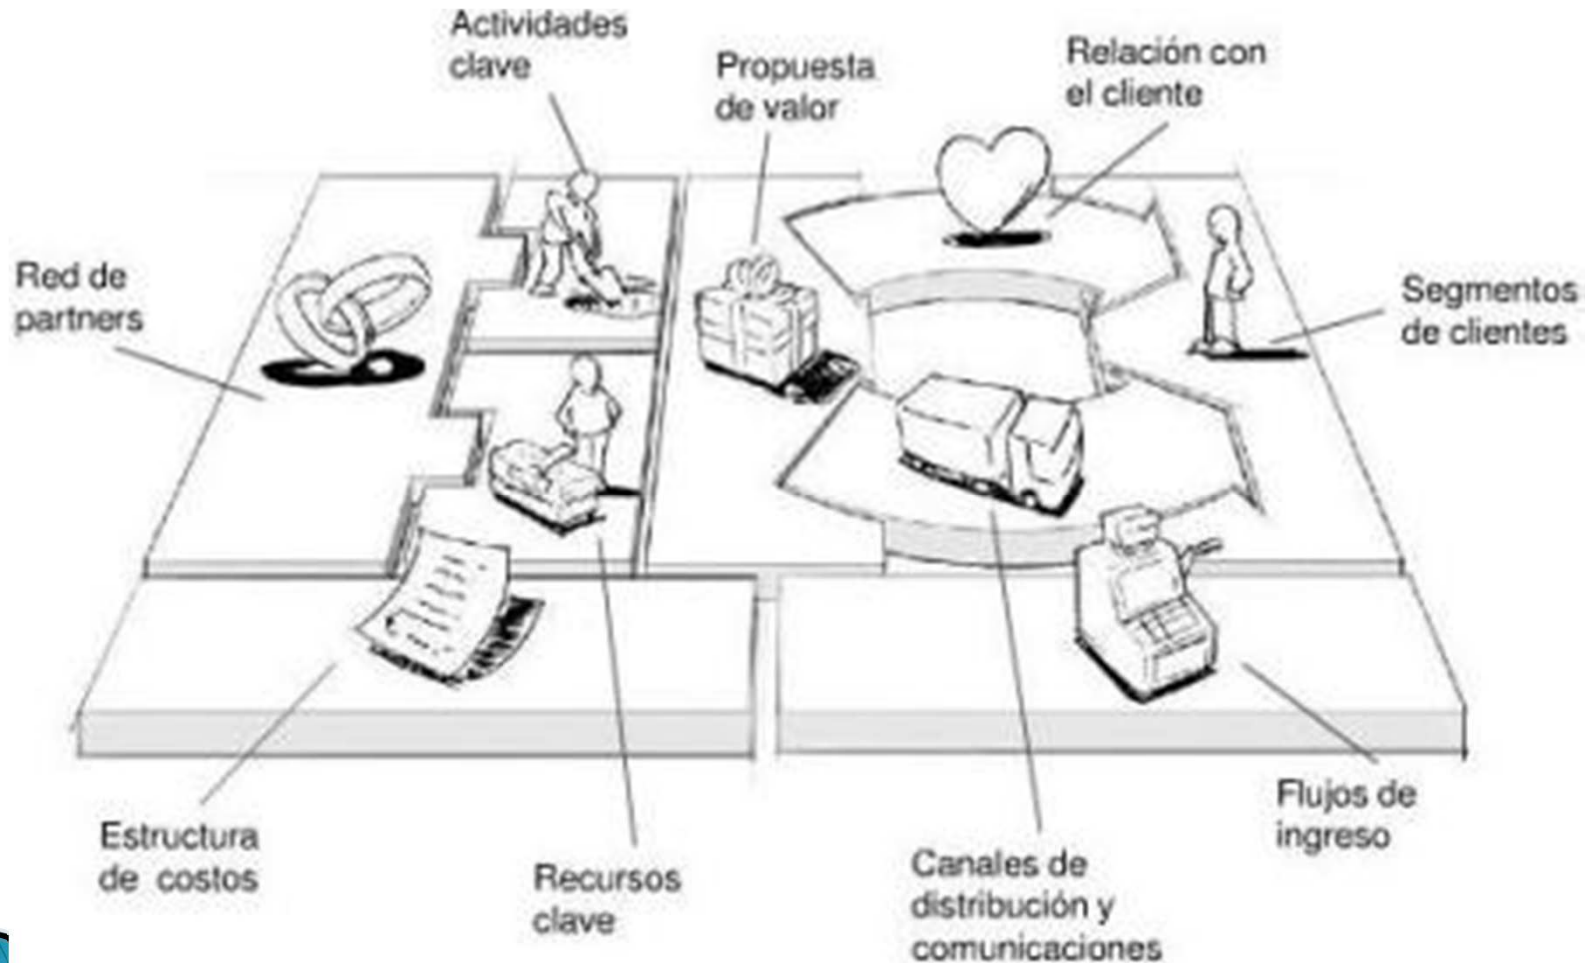 Actividades
clave
Propuesta
de valor
Relación con
el cliente
Red de
partners
Segmentos
de clientes
Estructura
de costos
Recursos
clave
Canales de
distribución y
comunicaciones
Flujos de
ingreso